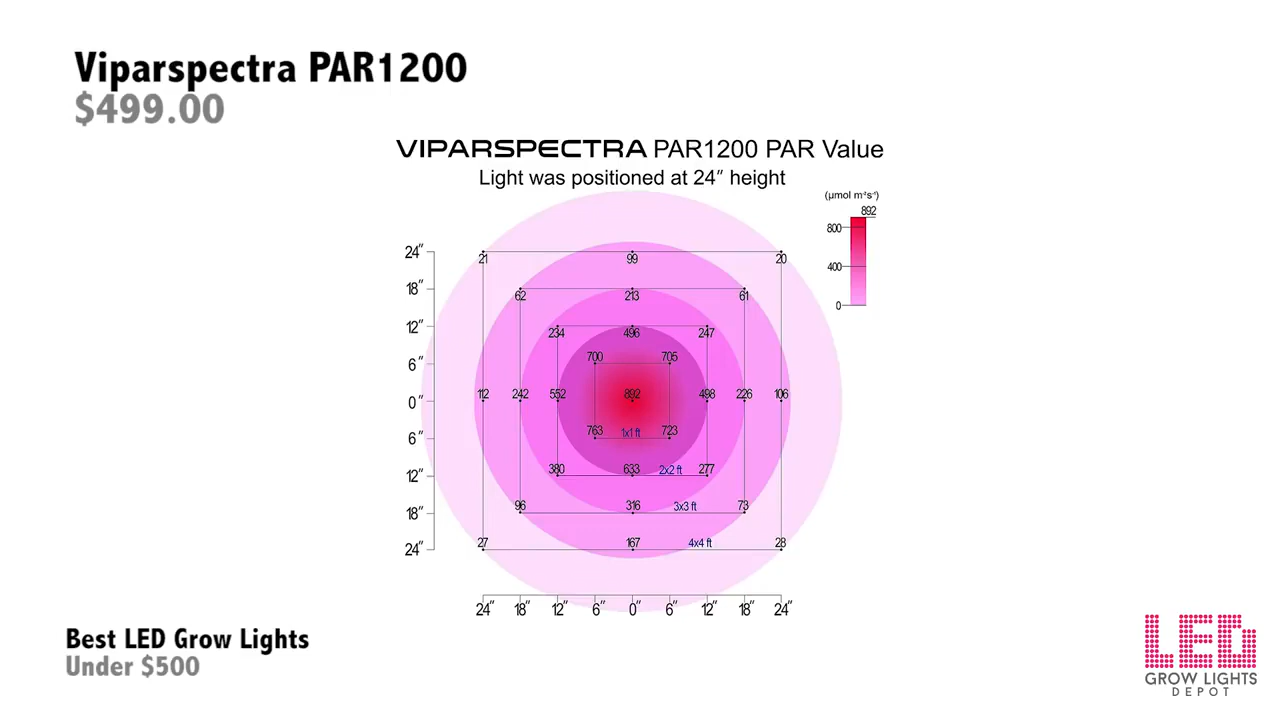 Viparspectra PAR1200
$499.00
VIPARSPECTRA PAR1200 PAR Value
Light was positioned at 24″ height
(μmol m⁻²s⁻¹)
892
800
400
0
24″
21 99 20
18″
62 213 61
12″
234 496 247
6″
700 705
0″
112 242 552 892 498 226 106
6″
763 1x1 ft 723
12″
380 633 2x2 ft 277
18″
96 316 3x3 ft 73
24″
27 167 4x4 ft 28
24″ 18″ 12″ 6″ 0″ 6″ 12″ 18″ 24″
Best LED Grow Lights
Under $500
LED
GROW LIGHTS
DEPOT